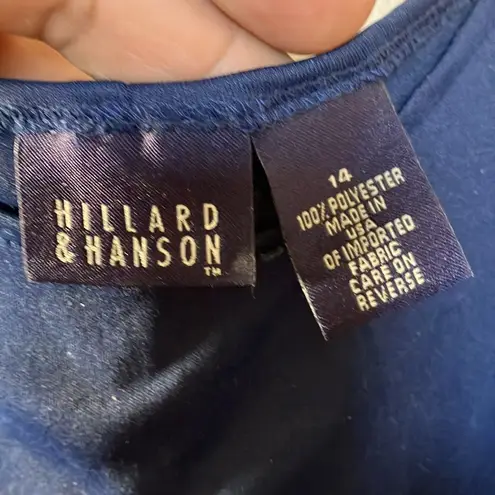 HILLARD
& HANSON
™
14
100% POLYESTER
MADE IN
USA
OF IMPORTED
FABRIC
CARE ON
REVERSE